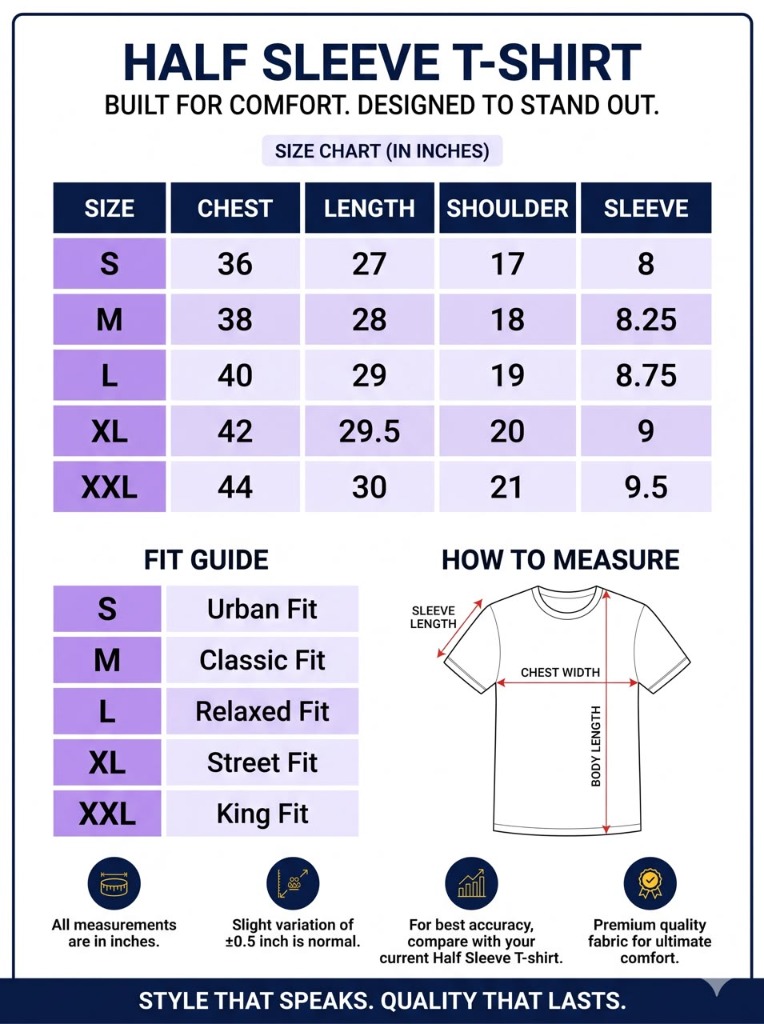 HALF SLEEVE T-SHIRT
BUILT FOR COMFORT. DESIGNED TO STAND OUT.
SIZE CHART (IN INCHES)
SIZE CHEST LENGTH SHOULDER SLEEVE
S 36 27 17 8
M 38 28 18 8.25
L 40 29 19 8.75
XL 42 29.5 20 9
XXL 44 30 21 9.5
FIT GUIDE
S Urban Fit
M Classic Fit
L Relaxed Fit
XL Street Fit
XXL King Fit
HOW TO MEASURE
SLEEVE
LENGTH
CHEST WIDTH
BODY LENGTH
All measurements
are in inches.
Slight variation of
±0.5 inch is normal.
For best accuracy,
compare with your
current Half Sleeve T-shirt.
Premium quality
fabric for ultimate
comfort.
STYLE THAT SPEAKS. QUALITY THAT LASTS.